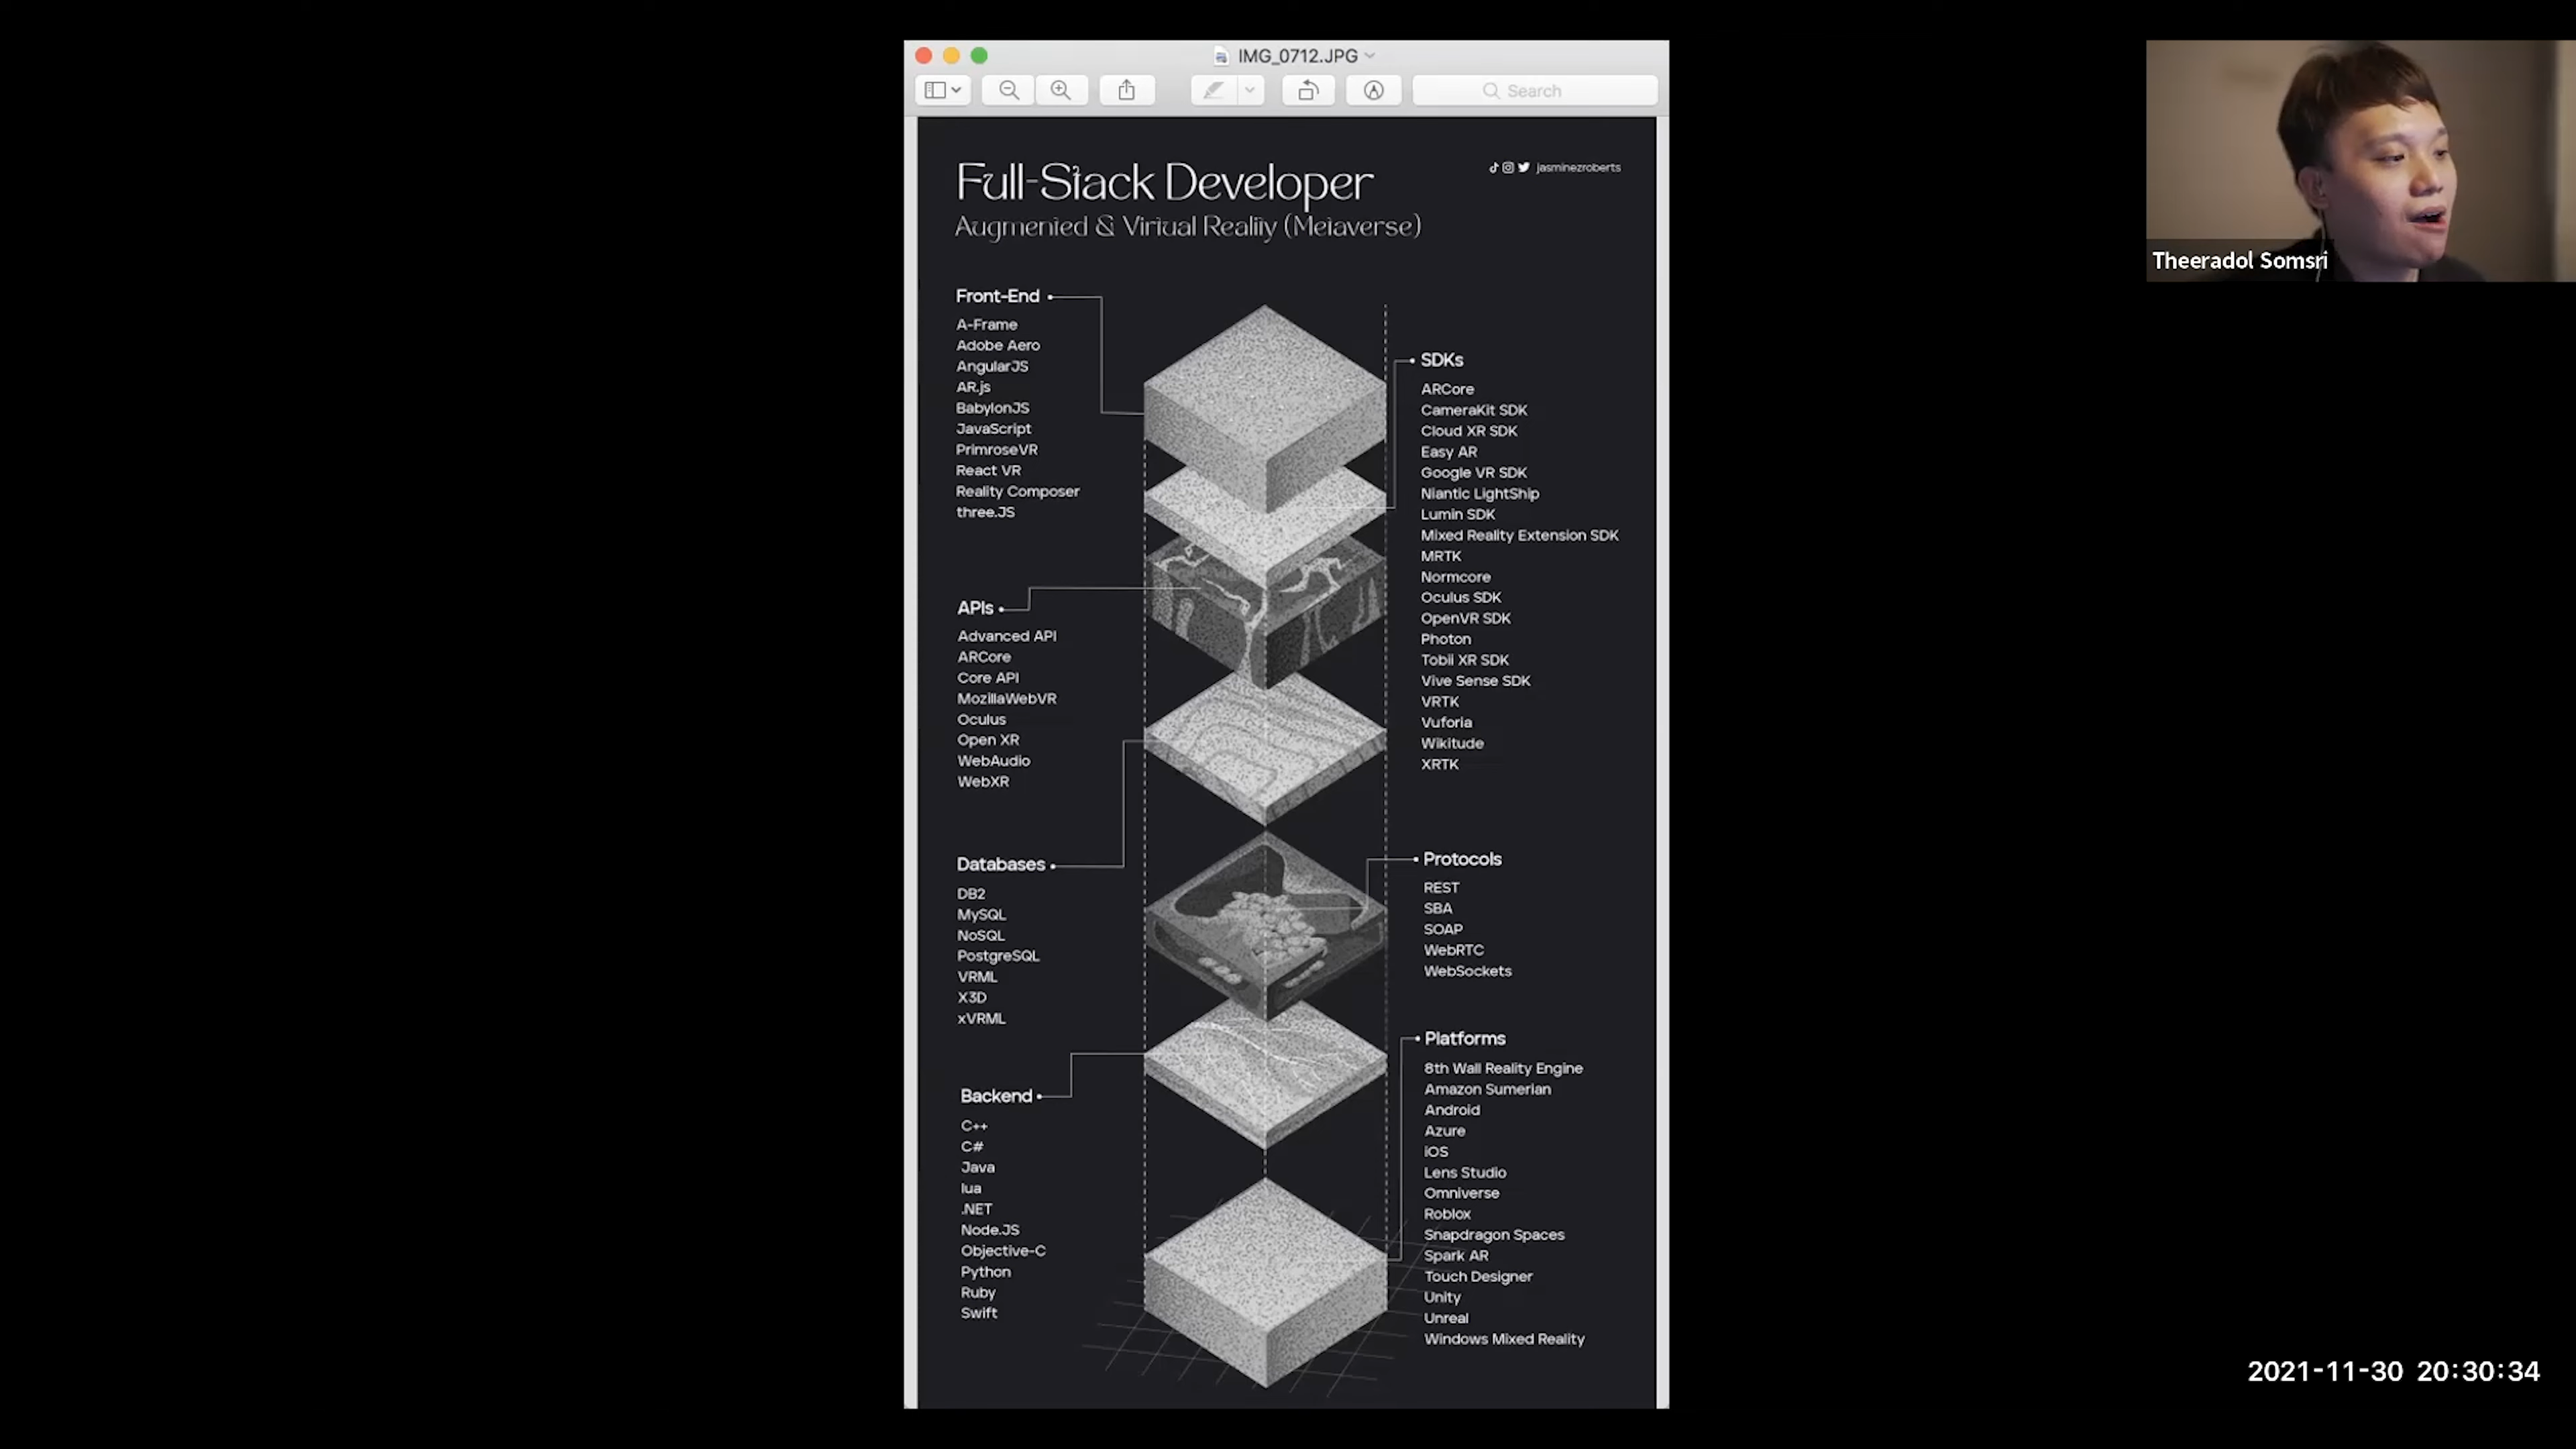 IMG_0712.JPG
Search
Full-Stack Developer
Augmented & Virtual Reality (Metaverse)
jasminezroberts
Front-End
A-Frame
Adobe Aero
AngularJS
AR.js
BabylonJS
JavaScript
PrimroseVR
React VR
Reality Composer
three.JS
APIs
Advanced API
ARCore
Core API
MozillaWebVR
Oculus
Open XR
WebAudio
WebXR
Databases
DB2
MySQL
NoSQL
PostgreSQL
VRML
X3D
xVRML
Backend
C++
C#
Java
lua
.NET
Node.JS
Objective-C
Python
Ruby
Swift
SDKs
ARCore
CameraKit SDK
Cloud XR SDK
Easy AR
Google VR SDK
Niantic LightShip
Lumin SDK
Mixed Reality Extension SDK
MRTK
Normcore
Oculus SDK
OpenVR SDK
Photon
Tobii XR SDK
Vive Sense SDK
VRTK
Vuforia
Wikitude
XRTK
Protocols
REST
SBA
SOAP
WebRTC
WebSockets
Platforms
8th Wall Reality Engine
Amazon Sumerian
Android
Azure
iOS
Lens Studio
Omniverse
Roblox
Snapdragon Spaces
Spark AR
Touch Designer
Unity
Unreal
Windows Mixed Reality
Theeradol Somsri
2021-11-30 20:30:34